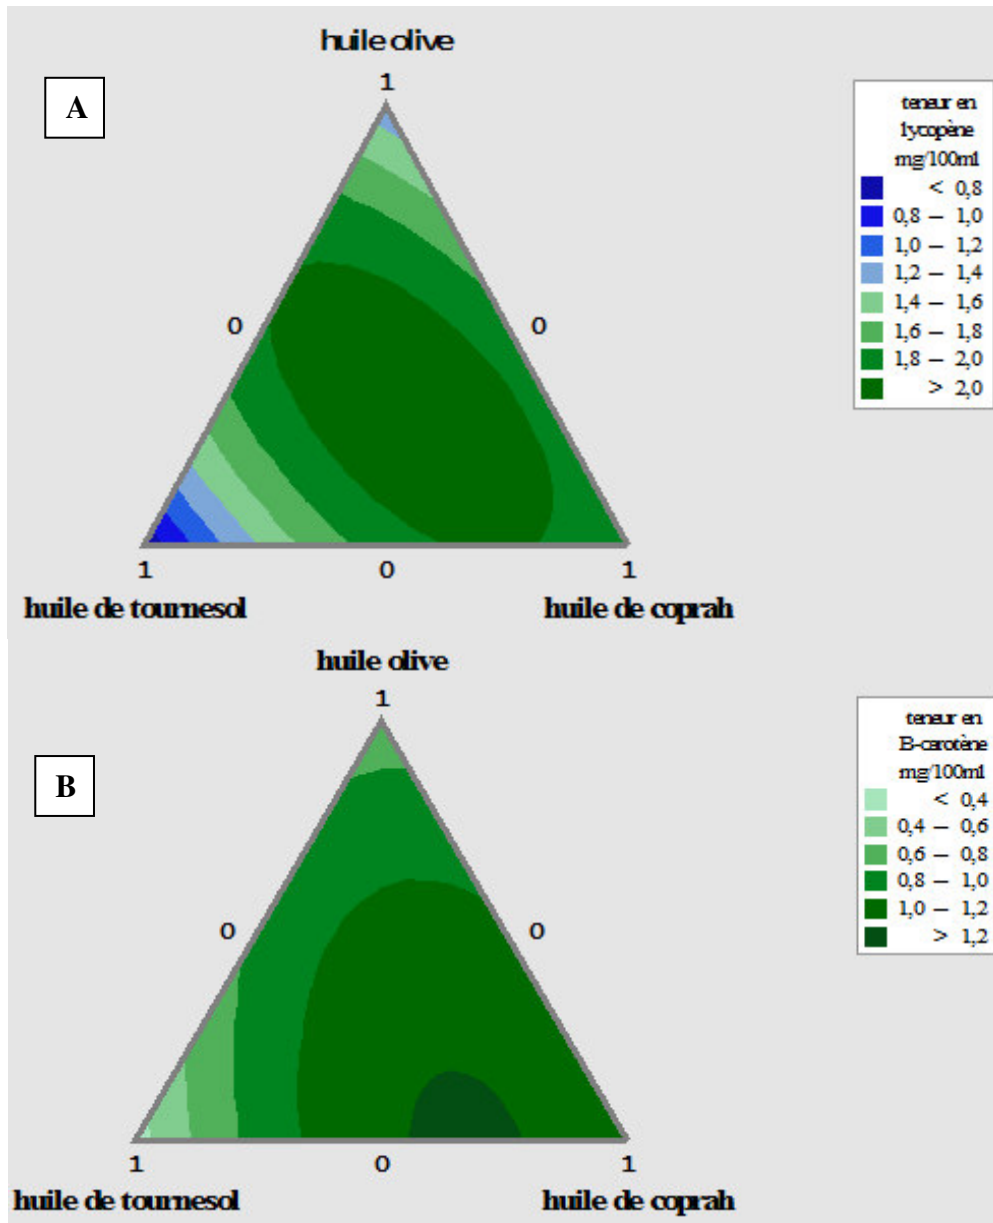 huile olive
1
A
teneur en
lycopène
mg/100ml
< 0,8
0,8 – 1,0
1,0 – 1,2
1,2 – 1,4
1,4 – 1,6
1,6 – 1,8
1,8 – 2,0
> 2,0
0 0
1 0 1
huile de tournesol huile de coprah
huile olive
1
B
teneur en
B-carotène
mg/100ml
< 0,4
0,4 – 0,6
0,6 – 0,8
0,8 – 1,0
1,0 – 1,2
> 1,2
0 0
1 0 1
huile de tournesol huile de coprah